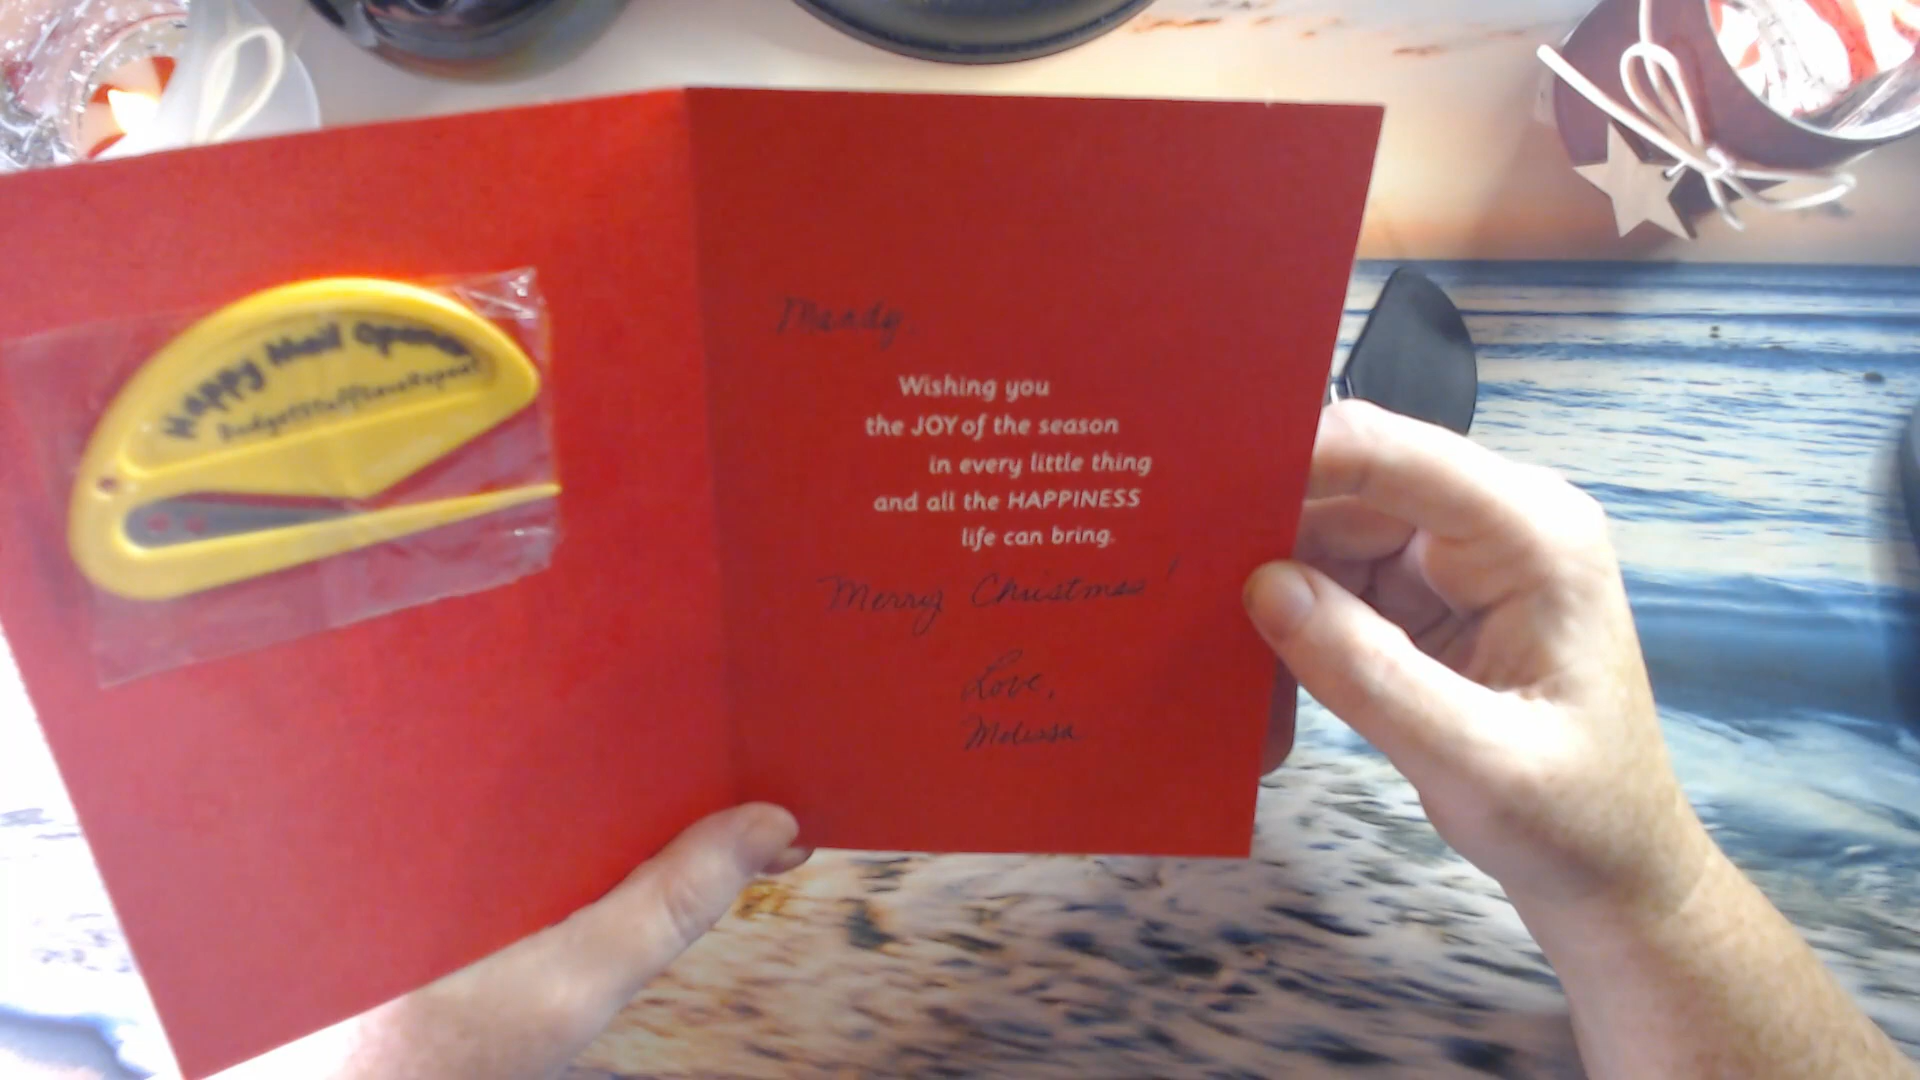 Happy Mail Opener
BudgetStuffSaveRepeat
Mandy,
Wishing you
the JOY of the season
in every little thing
and all the HAPPINESS
life can bring.
Merry Christmas!
Love,
Melissa